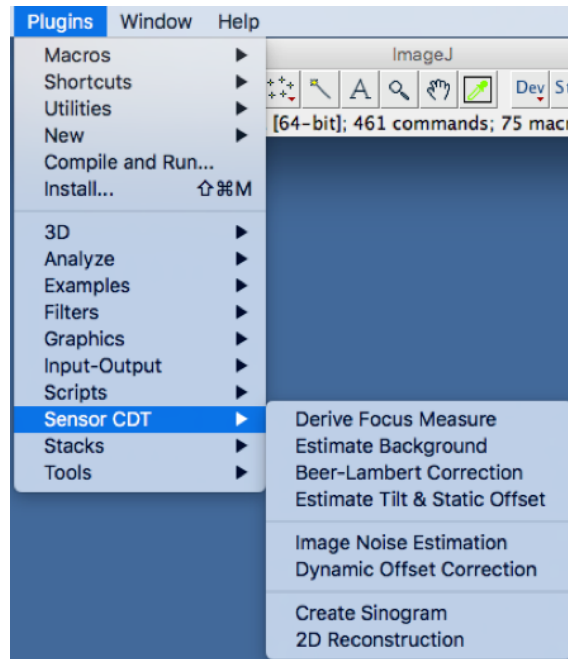 Plugins Window Help
Macros
ImageJ
Shortcuts
A Dev
Utilities
New
[64-bit]; 461 commands; 75
Compile and Run...
Install... ⇧⌘M
3D
Analyze
Examples
Filters
Graphics
Input-Output
Scripts
Sensor CDT
Stacks
Tools
Derive Focus Measure
Estimate Background
Beer-Lambert Correction
Estimate Tilt & Static Offset
Image Noise Estimation
Dynamic Offset Correction
Create Sinogram
2D Reconstruction